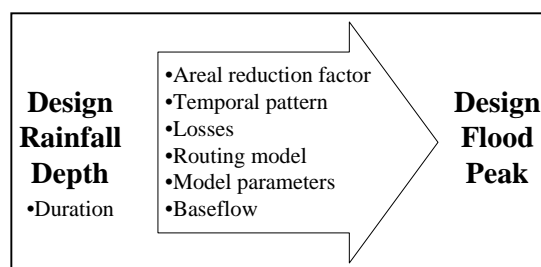 Design
Rainfall
Depth
•Duration
•Areal reduction factor
•Temporal pattern
•Losses
•Routing model
•Model parameters
•Baseflow
Design
Flood
Peak